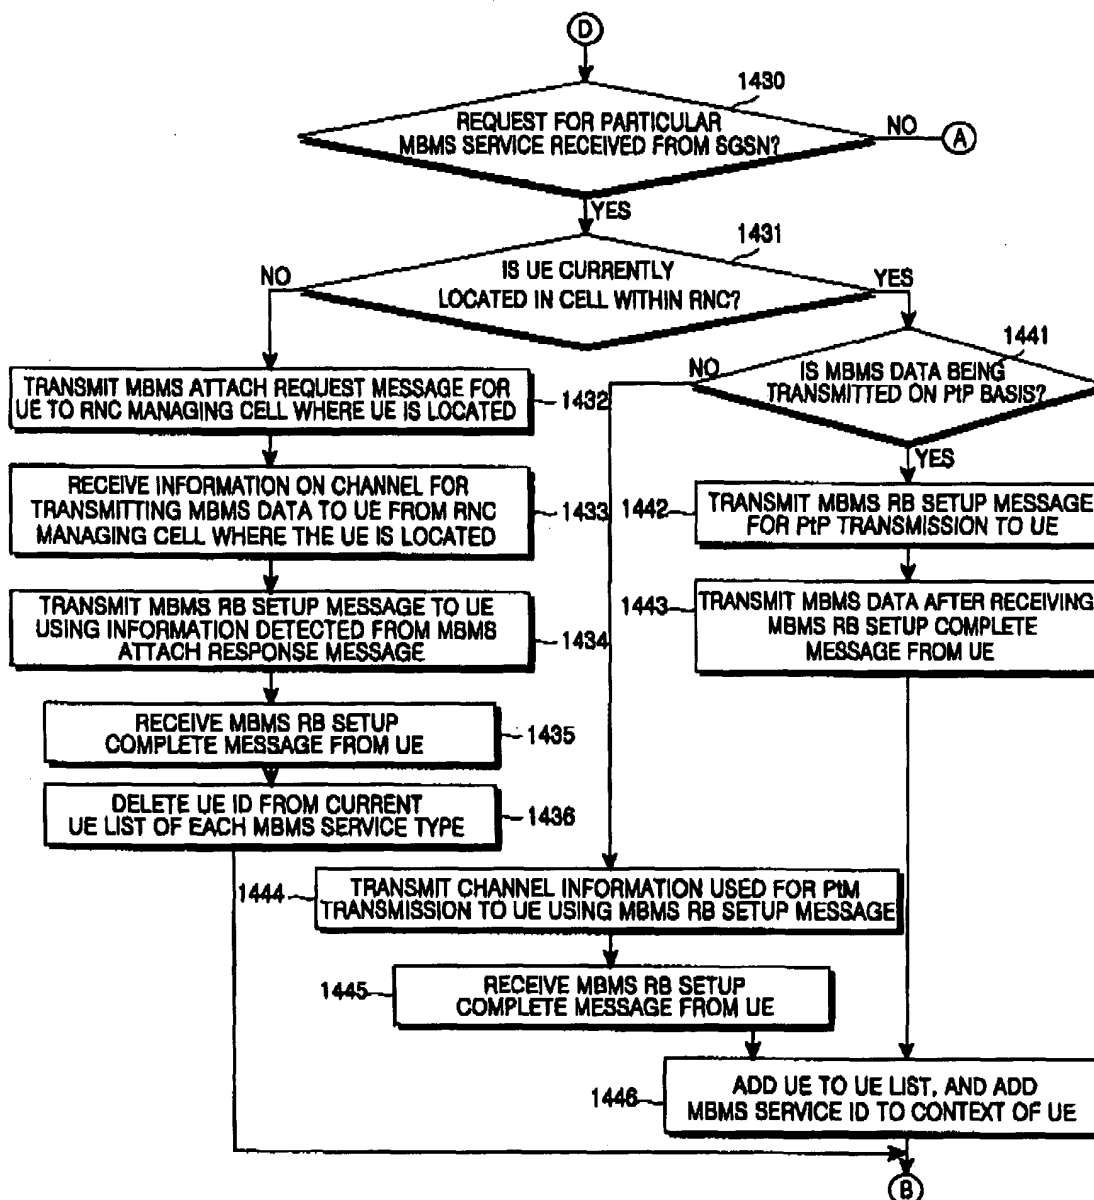 D
1430
REQUEST FOR PARTICULAR
MBMS SERVICE RECEIVED FROM SGSN?
NO
A
YES
1431
IS UE CURRENTLY
LOCATED IN CELL WITHIN RNC?
NO
YES
1441
IS MBMS DATA BEING
TRANSMITTED ON PtP BASIS?
NO
YES
TRANSMIT MBMS ATTACH REQUEST MESSAGE FOR
UE TO RNC MANAGING CELL WHERE UE IS LOCATED
1432
RECEIVE INFORMATION ON CHANNEL FOR
TRANSMITTING MBMS DATA TO UE FROM RNC
MANAGING CELL WHERE THE UE IS LOCATED
1433
1442
TRANSMIT MBMS RB SETUP MESSAGE
FOR PtP TRANSMISSION TO UE
TRANSMIT MBMS RB SETUP MESSAGE TO UE
USING INFORMATION DETECTED FROM MBMS
ATTACH RESPONSE MESSAGE
1434
1443
TRANSMIT MBMS DATA AFTER RECEIVING
MBMS RB SETUP COMPLETE
MESSAGE FROM UE
RECEIVE MBMS RB SETUP
COMPLETE MESSAGE FROM UE
1435
DELETE UE ID FROM CURRENT
UE LIST OF EACH MBMS SERVICE TYPE
1436
1444
TRANSMIT CHANNEL INFORMATION USED FOR PtM
TRANSMISSION TO UE USING MBMS RB SETUP MESSAGE
1445
RECEIVE MBMS RB SETUP
COMPLETE MESSAGE FROM UE
1446
ADD UE TO UE LIST, AND ADD
MBMS SERVICE ID TO CONTEXT OF UE
B